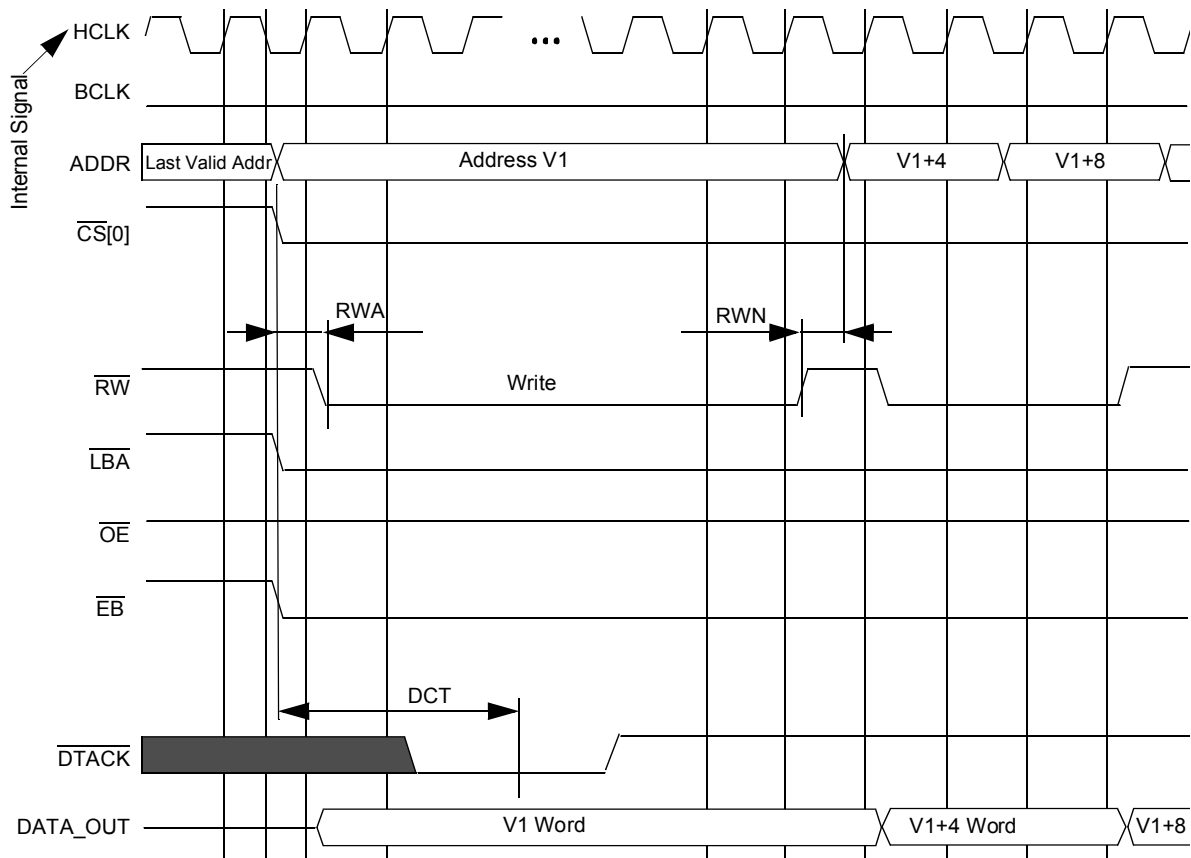 Internal Signal
HCLK
...
BCLK
ADDR Last Valid Addr Address V1 V1+4 V1+8
CS[0]
RWA RWN
RW Write
LBA
OE
EB
DCT
DTACK
DATA_OUT V1 Word V1+4 Word V1+8